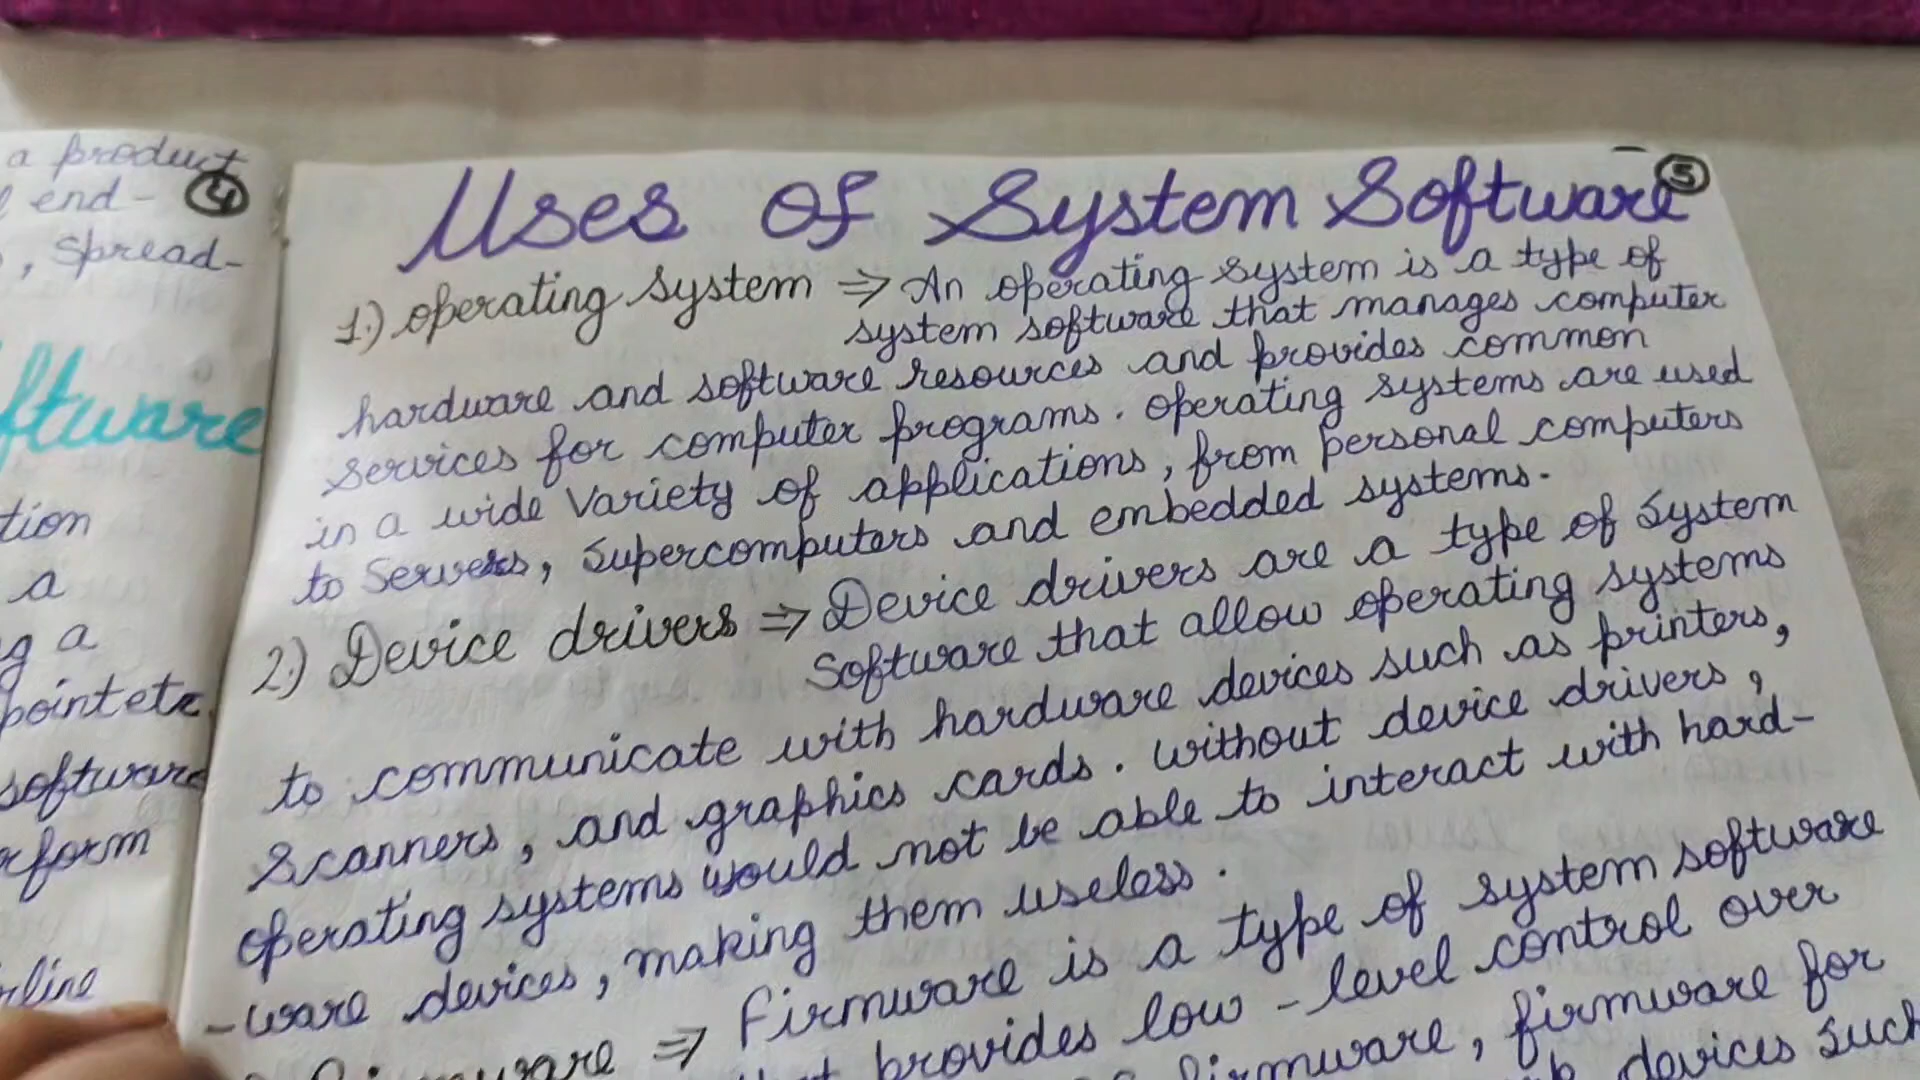 a product
end-
4
, Spread-
ftware
tion
a
g a
point etc.
software
rform
5
Uses Of System Software
1.) operating system ⇒ An operating system is a type of
system software that manages computer
hardware and software resources and provides common
services for computer programs. operating systems are used
in a wide variety of applications, from personal computers
to Servers, supercomputers and embedded systems.
2.) Device drivers ⇒ Device drivers are a type of System
Software that allow operating systems
to communicate with hardware devices such as printers,
Scanners, and graphics cards. without device drivers,
operating systems would not be able to interact with hard-
-ware devices, making them useless.
⇒ firmware is a type of system software
provides low-level control over
firmware, firmware for
devices such